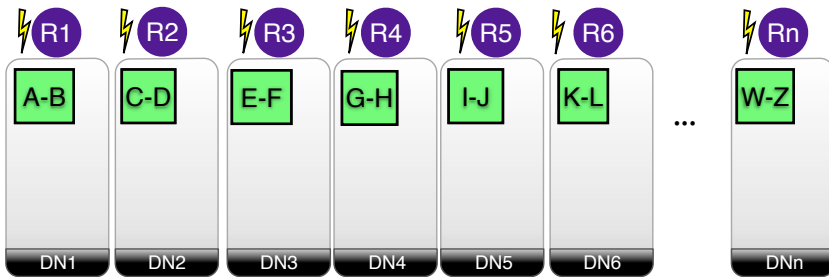 R1 R2 R3 R4 R5 R6 Rn
A-B C-D E-F G-H I-J K-L ... W-Z
DN1 DN2 DN3 DN4 DN5 DN6 DNn